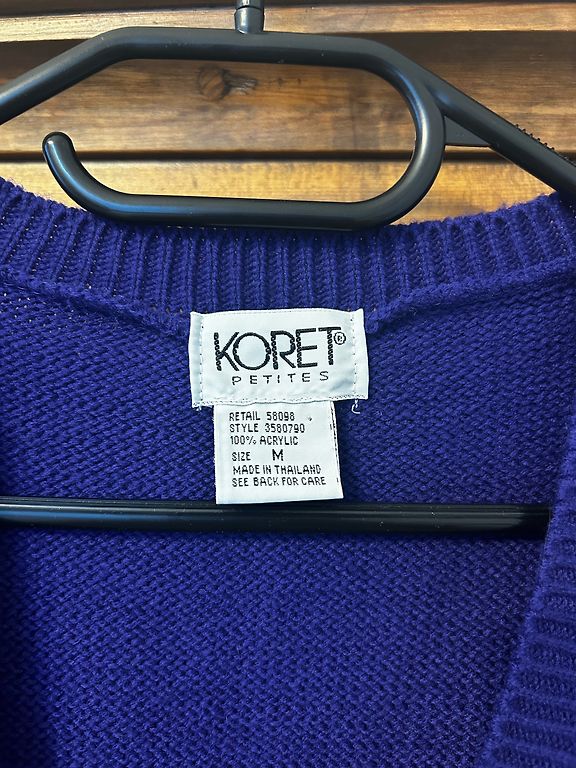 KORET®
PETITES
RETAIL 58098
STYLE 3580790
100% ACRYLIC
SIZE M
MADE IN THAILAND
SEE BACK FOR CARE